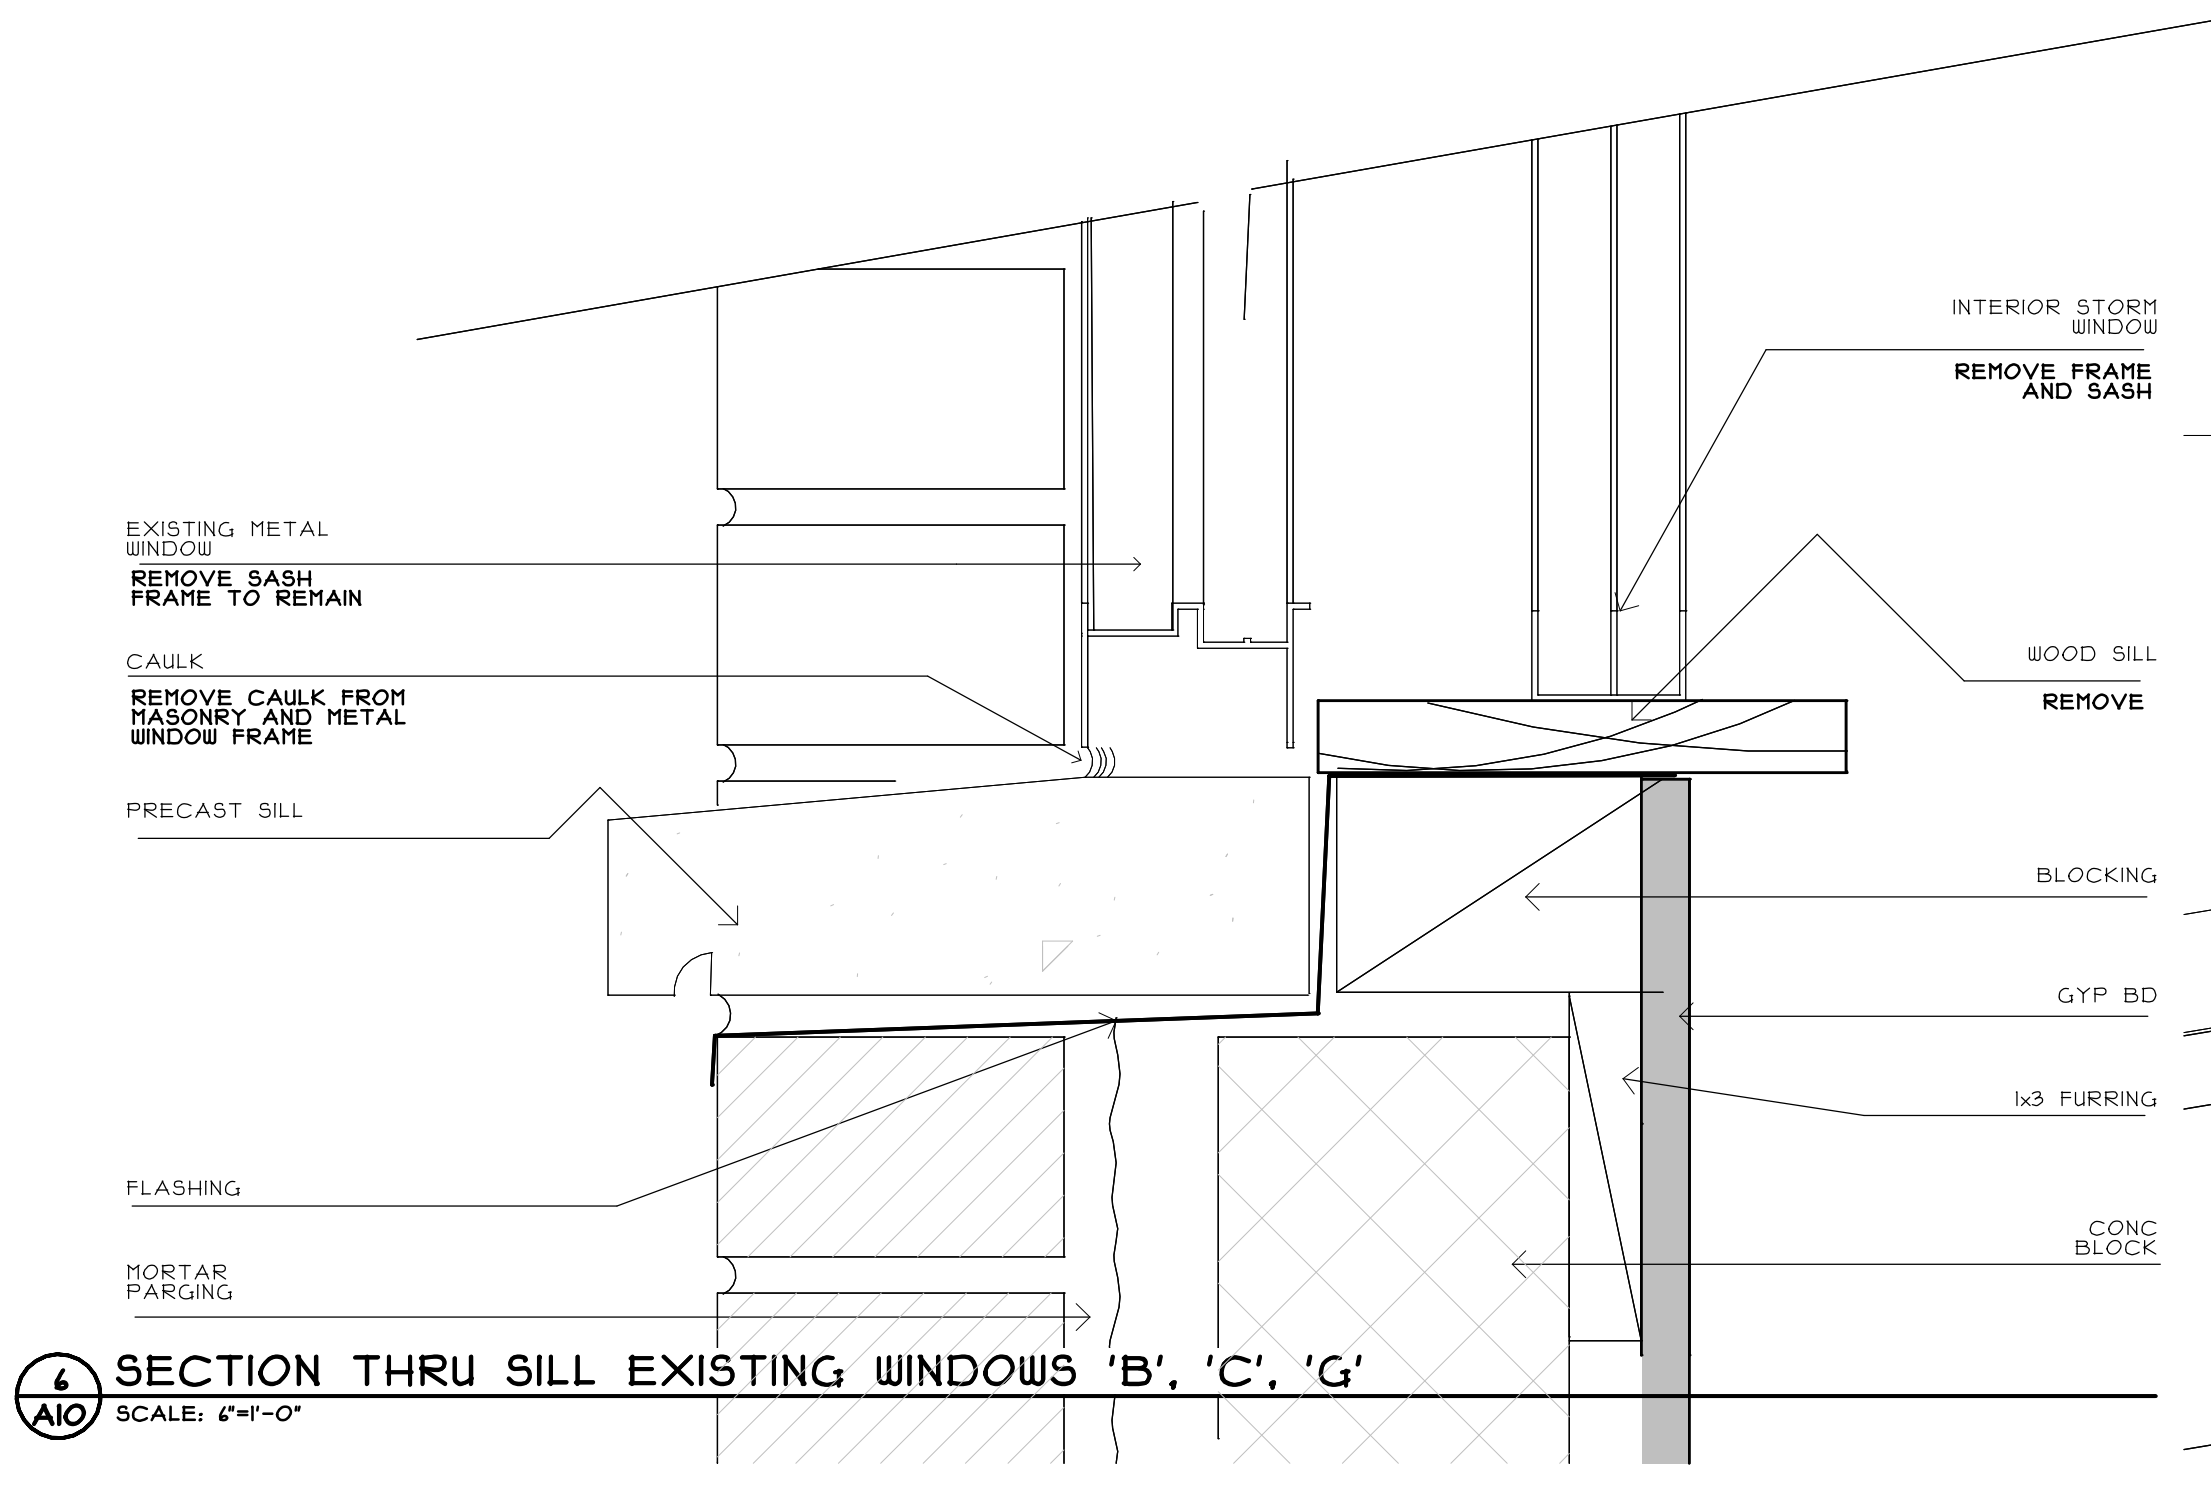 INTERIOR STORM
WINDOW
REMOVE FRAME
AND SASH
EXISTING METAL
WINDOW
REMOVE SASH
FRAME TO REMAIN
CAULK
REMOVE CAULK FROM
MASONRY AND METAL
WINDOW FRAME
WOOD SILL
REMOVE
PRECAST SILL
BLOCKING
GYP BD
1x3 FURRING
FLASHING
CONC
BLOCK
MORTAR
PARGING
6
A10
SECTION THRU SILL EXISTING WINDOWS 'B', 'C', 'G'
SCALE: 6"=1'-0"